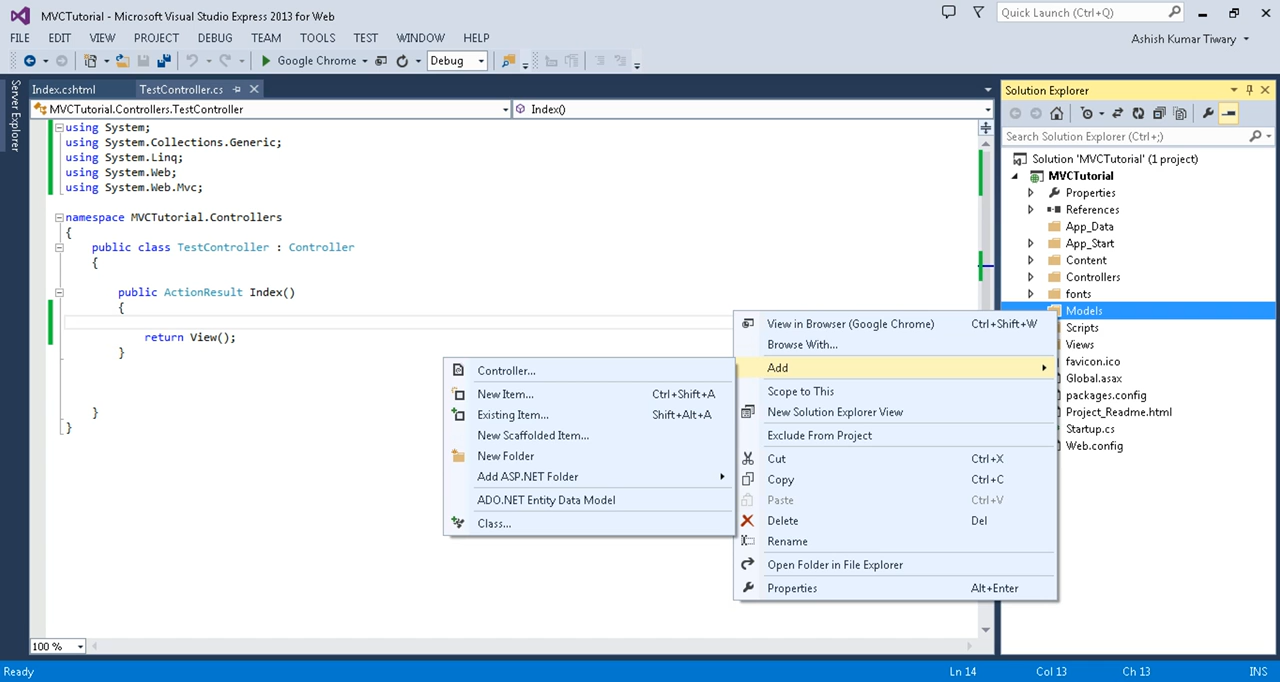 MVCTutorial - Microsoft Visual Studio Express 2013 for Web
Quick Launch (Ctrl+Q)
FILE EDIT VIEW PROJECT DEBUG TEAM TOOLS TEST WINDOW HELP
Ashish Kumar Tiwary
Google Chrome Debug
Server Explorer
Index.cshtml TestController.cs
MVCTutorial.Controllers.TestController Index()
using System;
using System.Collections.Generic;
using System.Linq;
using System.Web;
using System.Web.Mvc;
namespace MVCTutorial.Controllers
{
public class TestController : Controller
{
public ActionResult Index()
{
return View();
}
}
}
100 %
Controller...
New Item... Ctrl+Shift+A
Existing Item... Shift+Alt+A
New Scaffolded Item...
New Folder
Add ASP.NET Folder
ADO.NET Entity Data Model
Class...
View in Browser (Google Chrome) Ctrl+Shift+W
Browse With...
Add
Scope to This
New Solution Explorer View
Exclude From Project
Cut Ctrl+X
Copy Ctrl+C
Paste Ctrl+V
Delete Del
Rename
Open Folder in File Explorer
Properties Alt+Enter
Solution Explorer
Search Solution Explorer (Ctrl+;)
Solution 'MVCTutorial' (1 project)
MVCTutorial
Properties
References
App_Data
App_Start
Content
Controllers
fonts
Models
Scripts
Views
favicon.ico
Global.asax
packages.config
Project_Readme.html
Startup.cs
Web.config
Ready Ln 14 Col 13 Ch 13 INS